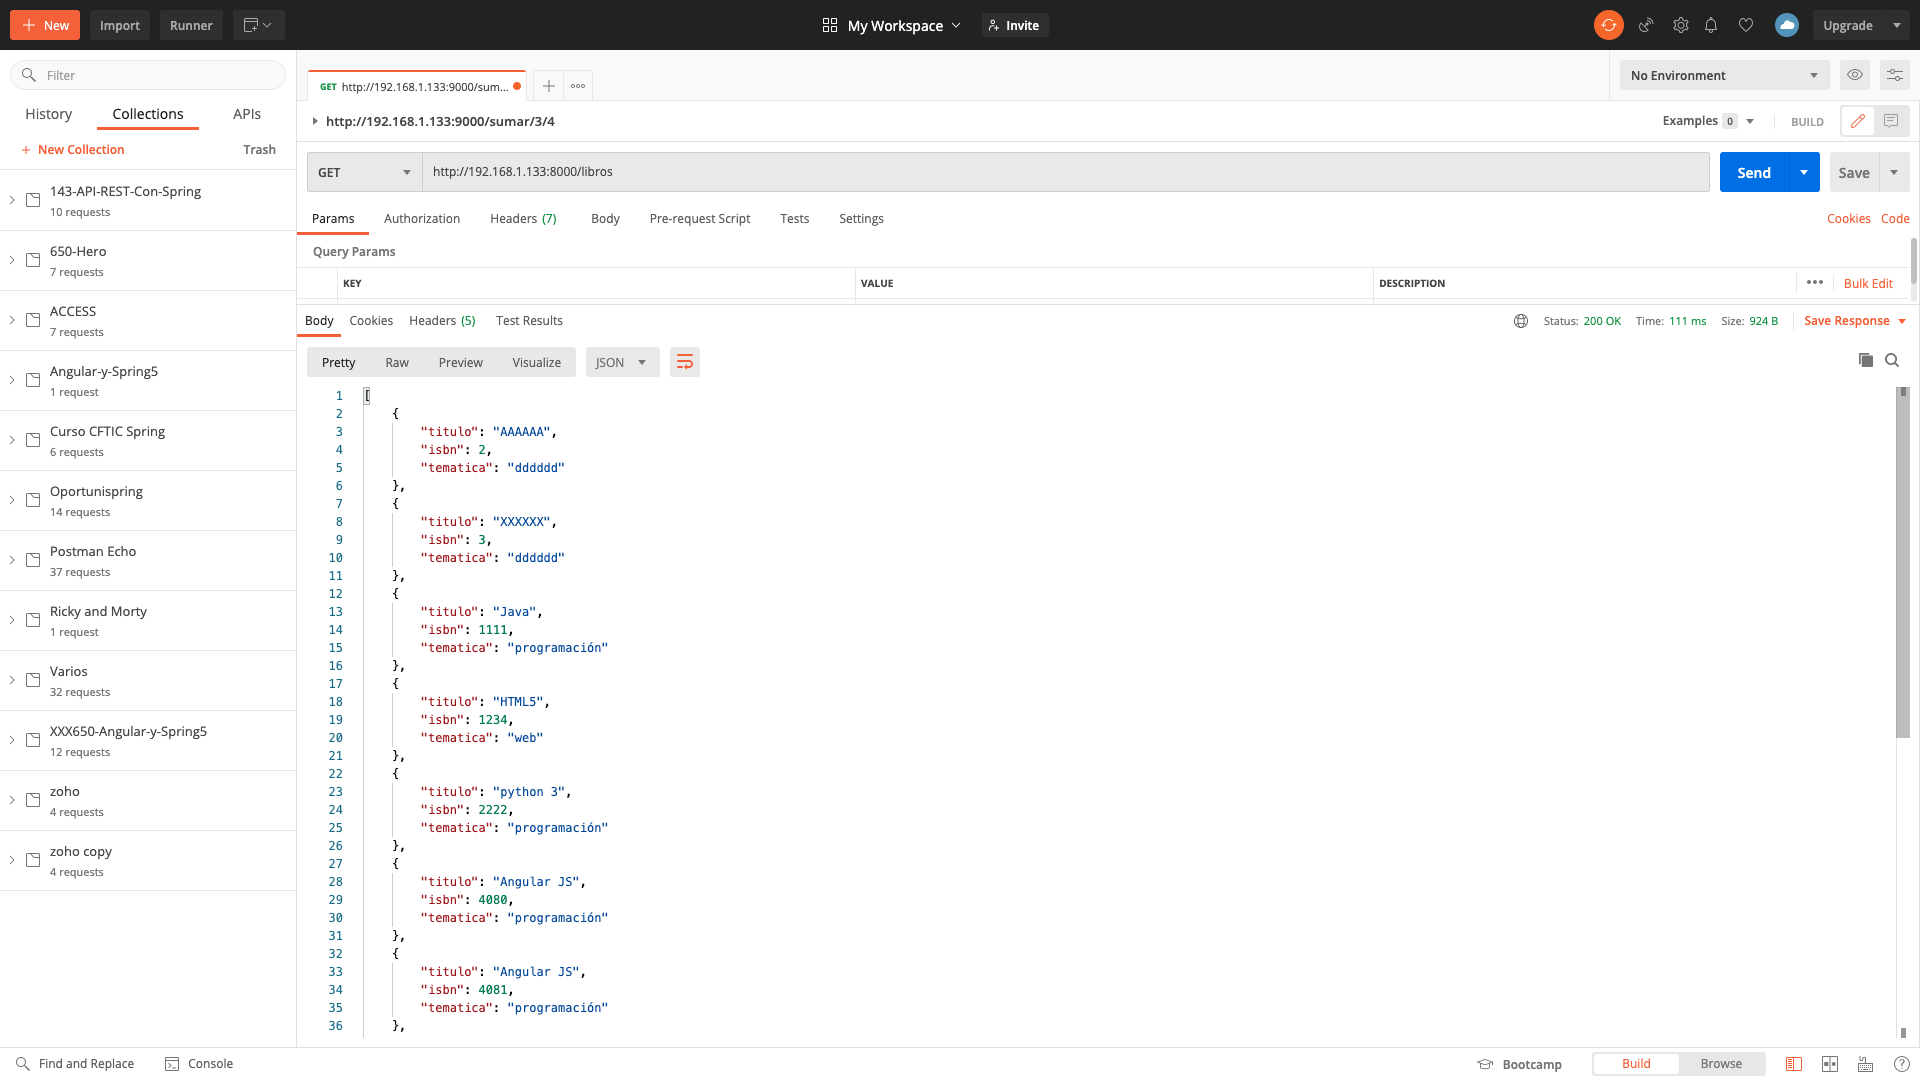 New
Import
Runner
My Workspace
Invite
Upgrade
Filter
History
Collections
APIs
New Collection
Trash
143-API-REST-Con-Spring
10 requests
650-Hero
7 requests
ACCESS
7 requests
Angular-y-Spring5
1 request
Curso CFTIC Spring
6 requests
Oportunispring
14 requests
Postman Echo
37 requests
Ricky and Morty
1 request
Varios
32 requests
XXX650-Angular-y-Spring5
12 requests
zoho
4 requests
zoho copy
4 requests
GET http://192.168.1.133:9000/sum...
No Environment
http://192.168.1.133:9000/sumar/3/4
Examples 0
BUILD
GET
http://192.168.1.133:8000/libros
Send
Save
Params
Authorization
Headers (7)
Body
Pre-request Script
Tests
Settings
Cookies
Code
Query Params
KEY
VALUE
DESCRIPTION
Bulk Edit
Body
Cookies
Headers (5)
Test Results
Status: 200 OK
Time: 111 ms
Size: 924 B
Save Response
Pretty
Raw
Preview
Visualize
JSON
1 [
2 {
3 "titulo": "AAAAAA",
4 "isbn": 2,
5 "tematica": "dddddd"
6 },
7 {
8 "titulo": "XXXXXX",
9 "isbn": 3,
10 "tematica": "dddddd"
11 },
12 {
13 "titulo": "Java",
14 "isbn": 1111,
15 "tematica": "programación"
16 },
17 {
18 "titulo": "HTML5",
19 "isbn": 1234,
20 "tematica": "web"
21 },
22 {
23 "titulo": "python 3",
24 "isbn": 2222,
25 "tematica": "programación"
26 },
27 {
28 "titulo": "Angular JS",
29 "isbn": 4080,
30 "tematica": "programación"
31 },
32 {
33 "titulo": "Angular JS",
34 "isbn": 4081,
35 "tematica": "programación"
36 },
Find and Replace
Console
Bootcamp
Build
Browse